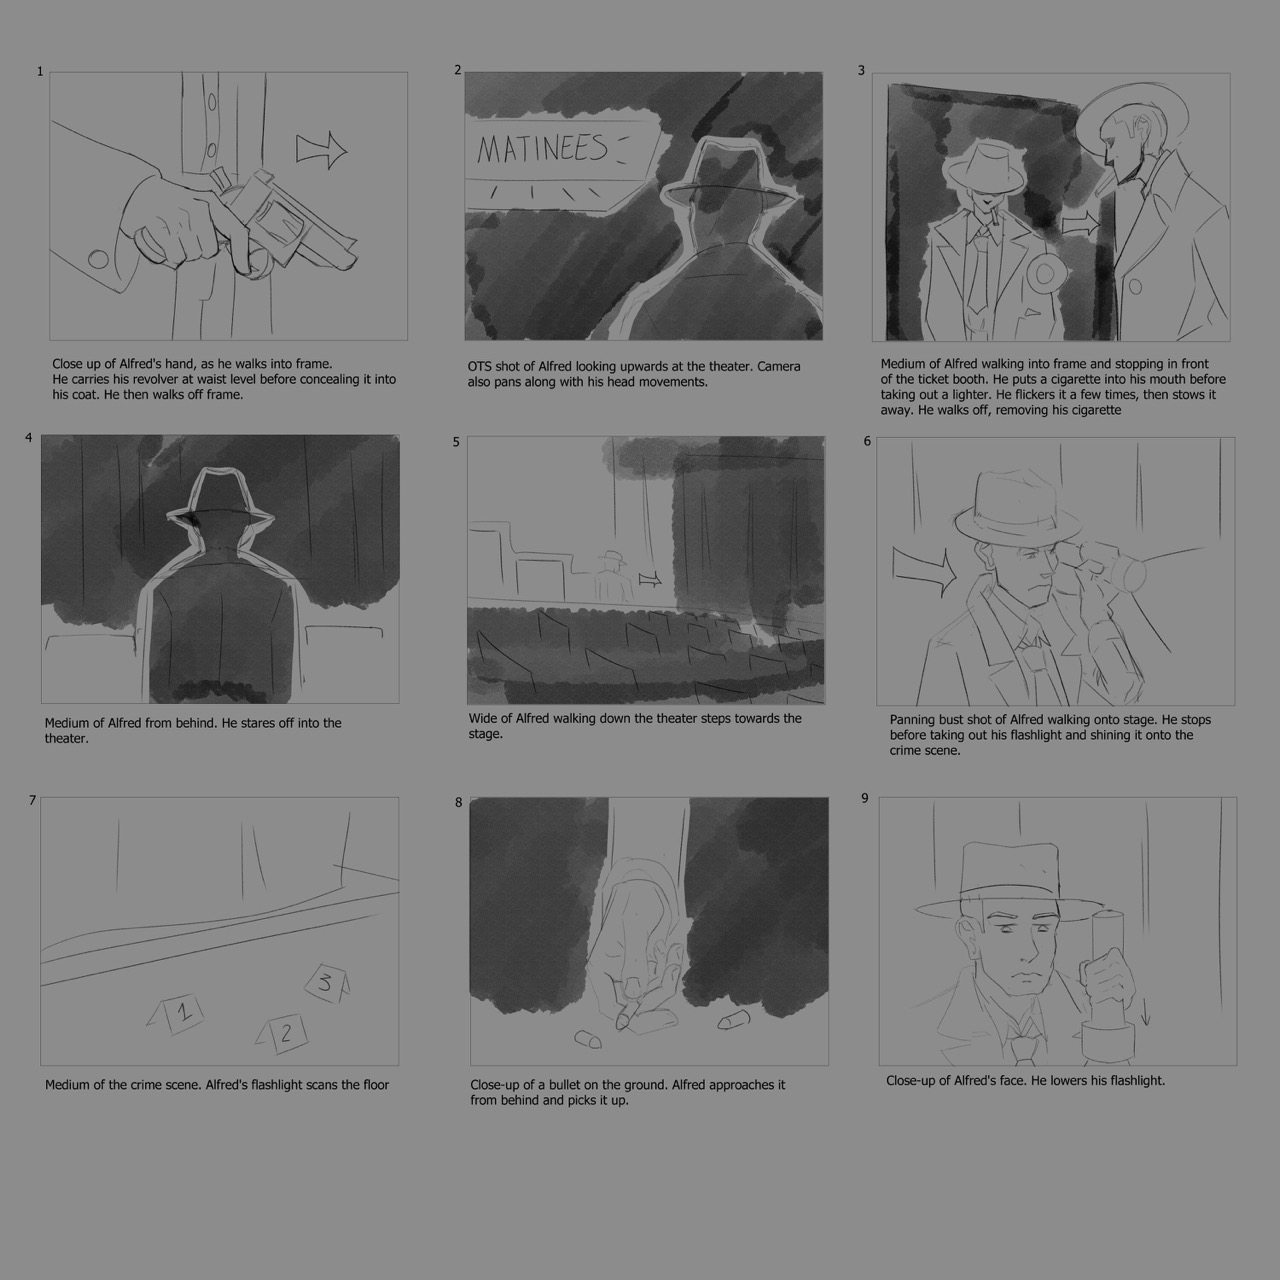 1
Close up of Alfred's hand, as he walks into frame.
He carries his revolver at waist level before concealing it into
his coat. He then walks off frame.
2
MATINEES
OTS shot of Alfred looking upwards at the theater. Camera
also pans along with his head movements.
3
Medium of Alfred walking into frame and stopping in front
of the ticket booth. He puts a cigarette into his mouth before
taking out a lighter. He flickers it a few times, then stows it
away. He walks off, removing his cigarette
4
Medium of Alfred from behind. He stares off into the
theater.
5
Wide of Alfred walking down the theater steps towards the
stage.
6
Panning bust shot of Alfred walking onto stage. He stops
before taking out his flashlight and shining it onto the
crime scene.
7
1
2
3
Medium of the crime scene. Alfred's flashlight scans the floor
8
Close-up of a bullet on the ground. Alfred approaches it
from behind and picks it up.
9
Close-up of Alfred's face. He lowers his flashlight.